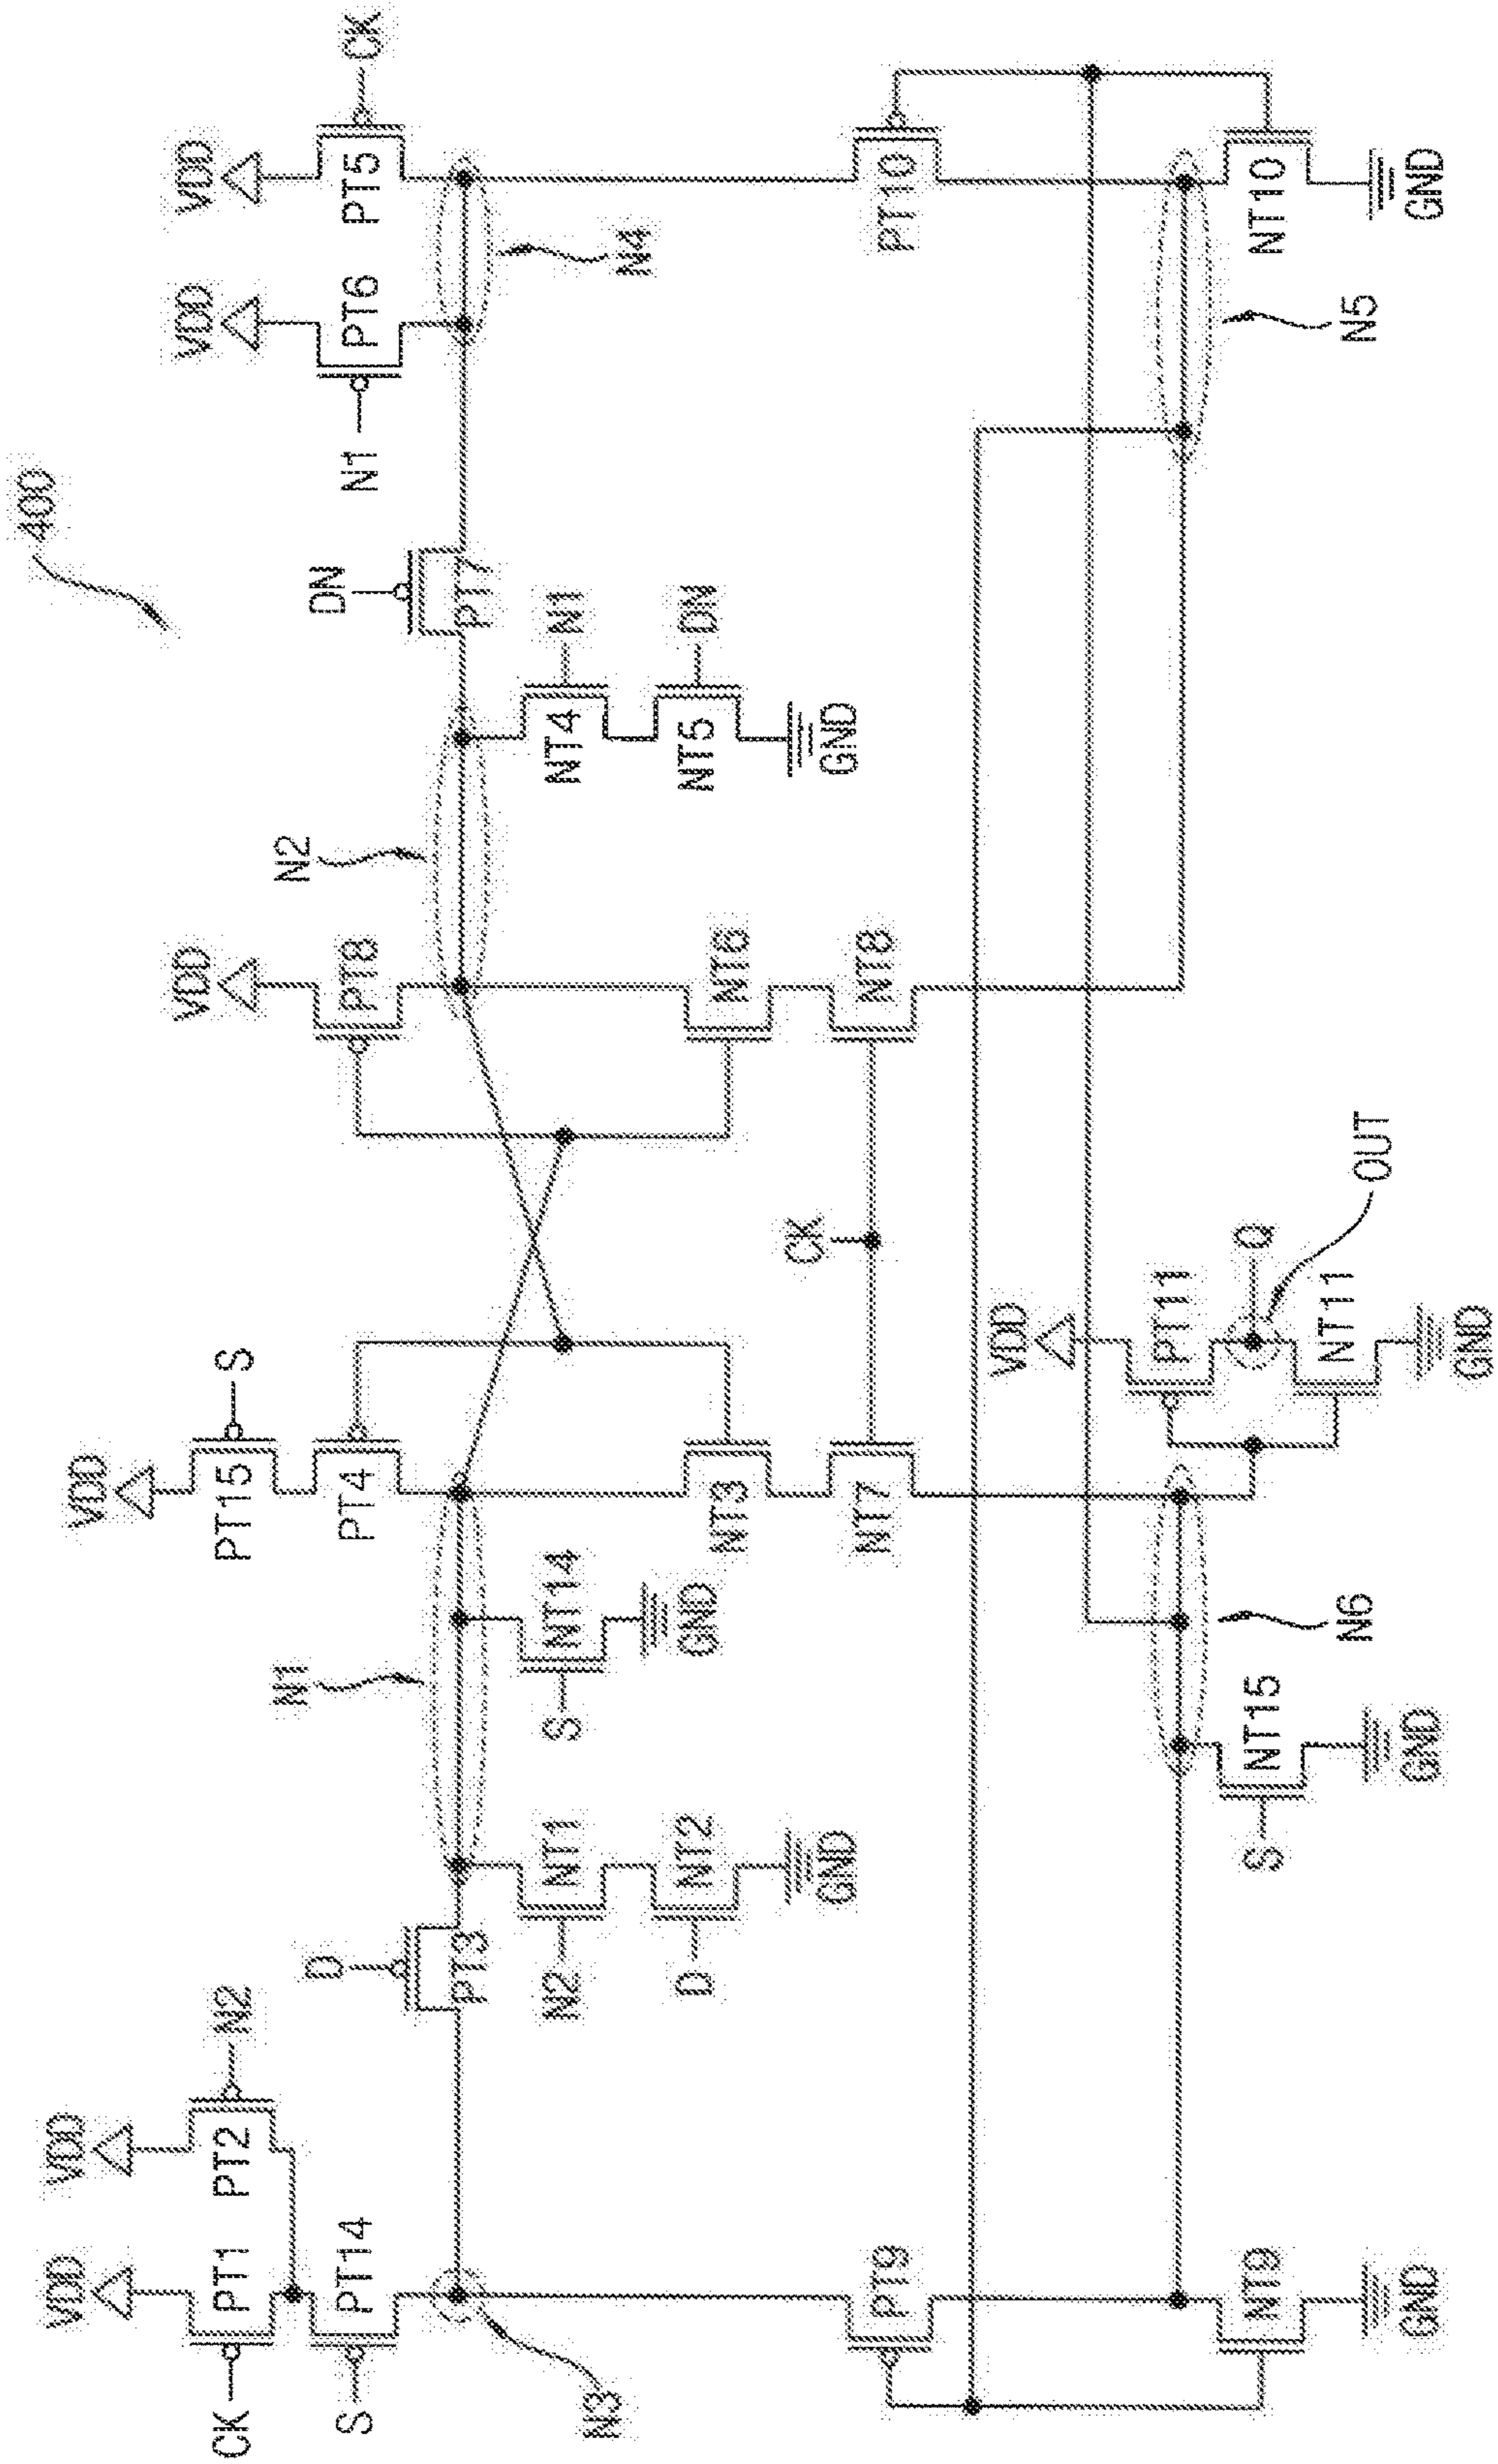 400
VDD
VDD
VDD
VDD
VDD
VDD
CK
PT1
PT2
N2
PT15
S
PT8
N1
PT6
PT5
CK
S
PT14
PT4
D
DN
N1
N2
N3
PT3
PT7
N4
N2
NT1
S
NT14
GND
NT4
N1
D
NT2
GND
NT3
NT6
NT5
DN
GND
NT7
CK
NT8
PT9
PT10
VDD
PT11
Q
OUT
NT11
GND
N5
N6
S
NT15
GND
NT9
GND
NT10
GND